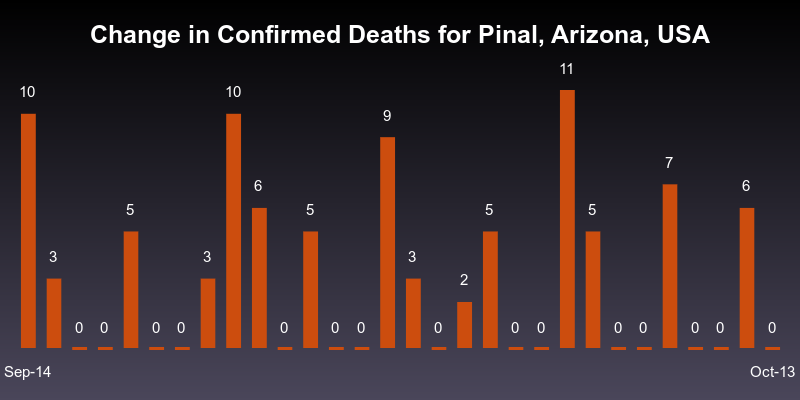 Change in Confirmed Deaths for Pinal, Arizona, USA
10 3 0 0 5 0 0 3 10 6 0 5 0 0 9 3 0 2 5 0 0 11 5 0 0 7 0 0 6 0
Sep-14 Oct-13